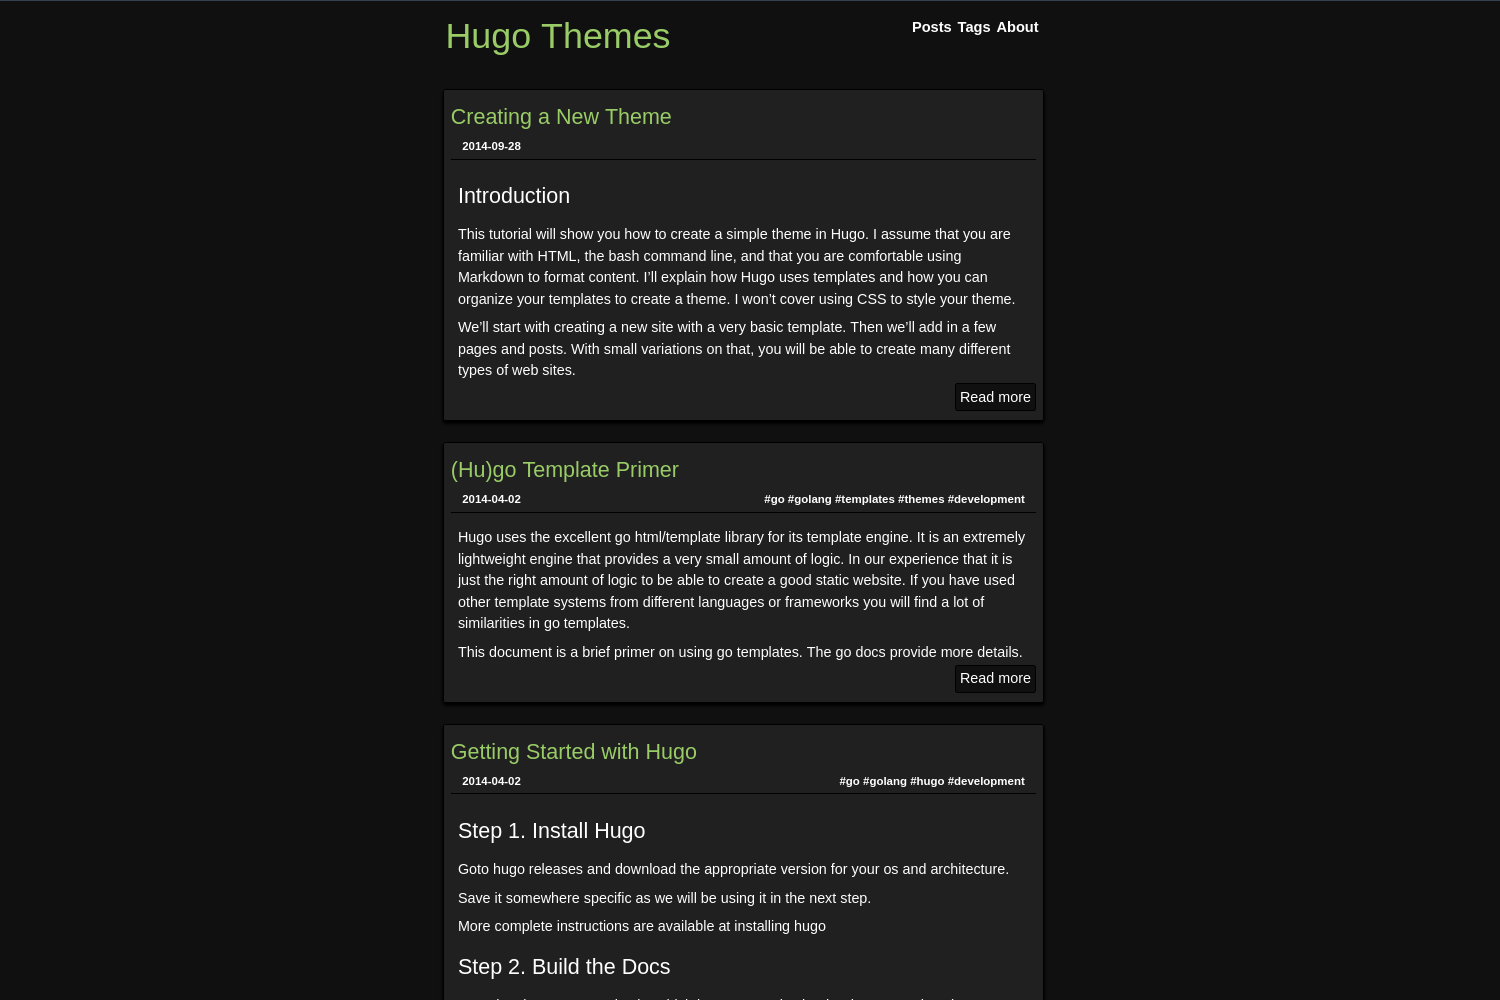 Hugo Themes
Posts Tags About
Creating a New Theme
2014-09-28
Introduction
This tutorial will show you how to create a simple theme in Hugo. I assume that you are
familiar with HTML, the bash command line, and that you are comfortable using
Markdown to format content. I’ll explain how Hugo uses templates and how you can
organize your templates to create a theme. I won’t cover using CSS to style your theme.
We’ll start with creating a new site with a very basic template. Then we’ll add in a few
pages and posts. With small variations on that, you will be able to create many different
types of web sites.
Read more
(Hu)go Template Primer
2014-04-02 #go #golang #templates #themes #development
Hugo uses the excellent go html/template library for its template engine. It is an extremely
lightweight engine that provides a very small amount of logic. In our experience that it is
just the right amount of logic to be able to create a good static website. If you have used
other template systems from different languages or frameworks you will find a lot of
similarities in go templates.
This document is a brief primer on using go templates. The go docs provide more details.
Read more
Getting Started with Hugo
2014-04-02 #go #golang #hugo #development
Step 1. Install Hugo
Goto hugo releases and download the appropriate version for your os and architecture.
Save it somewhere specific as we will be using it in the next step.
More complete instructions are available at installing hugo
Step 2. Build the Docs